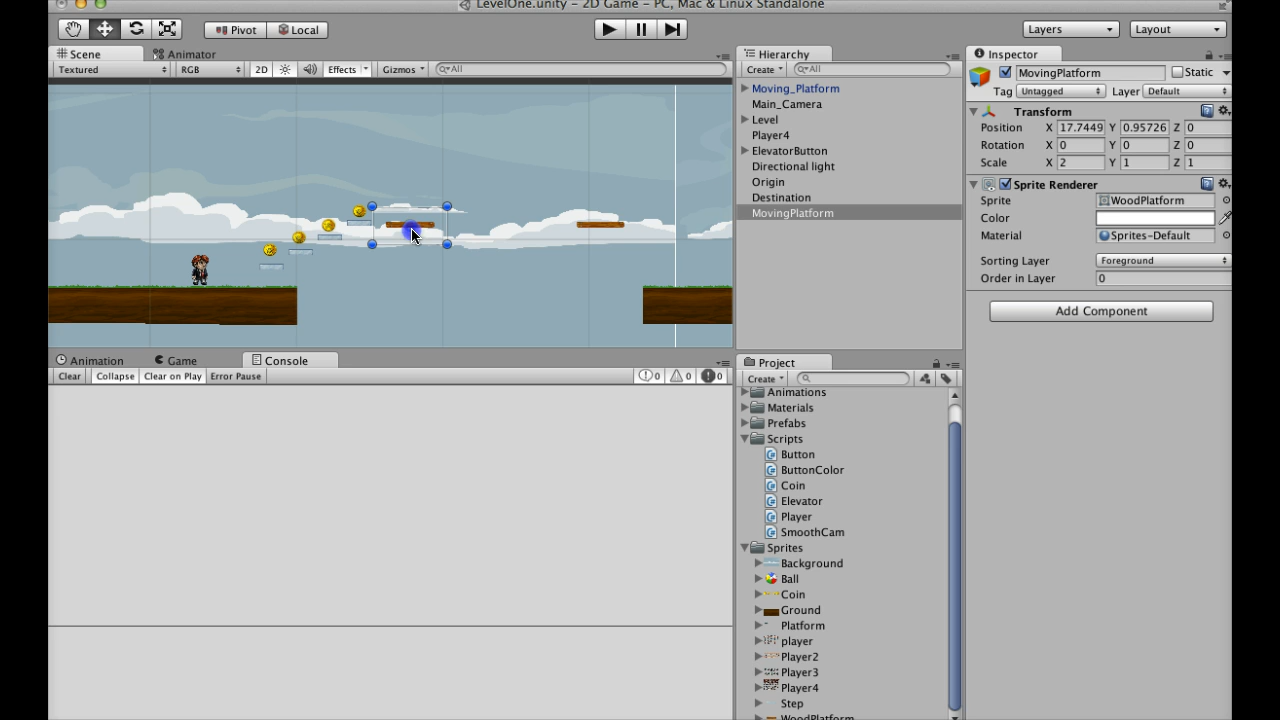 LevelOne.unity - 2D Game - PC, Mac & Linux Standalone
Pivot Local Layers Layout
Scene Animator
Textured RGB 2D Effects Gizmos All
Animation Game Console
Clear Collapse Clear on Play Error Pause 0 0 0
Hierarchy
Create All
Moving_Platform
Main_Camera
Level
Player4
ElevatorButton
Directional light
Origin
Destination
MovingPlatform
Project
Create
Animations
Materials
Prefabs
Scripts
Button
ButtonColor
Coin
Elevator
Player
SmoothCam
Sprites
Background
Ball
Coin
Ground
Platform
player
Player2
Player3
Player4
Step
WoodPlatform
Inspector
MovingPlatform Static
Tag Untagged Layer Default
Transform
Position X 17.7449 Y 0.95726 Z 0
Rotation X 0 Y 0 Z 0
Scale X 2 Y 1 Z 1
Sprite Renderer
Sprite WoodPlatform
Color
Material Sprites-Default
Sorting Layer Foreground
Order in Layer 0
Add Component